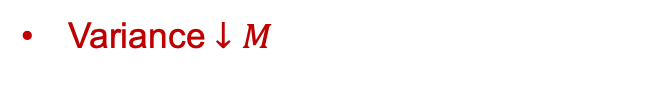 • Variance ↓ 𝑀